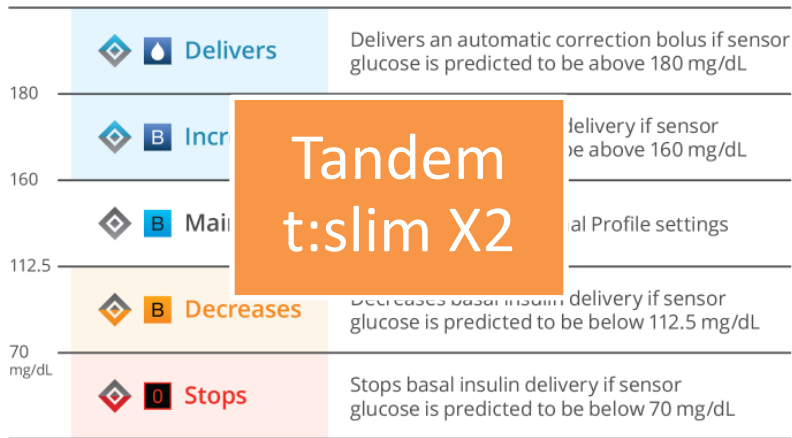 B Delivers
Delivers an automatic correction bolus if sensor
glucose is predicted to be above 180 mg/dL
180
B Incr
delivery if sensor
be above 160 mg/dL
160
B Mai
al Profile settings
112.5
B Decreases
Decreases basal insulin delivery if sensor
glucose is predicted to be below 112.5 mg/dL
70
mg/dL
0 Stops
Stops basal insulin delivery if sensor
glucose is predicted to be below 70 mg/dL
Tandem
t:slim X2